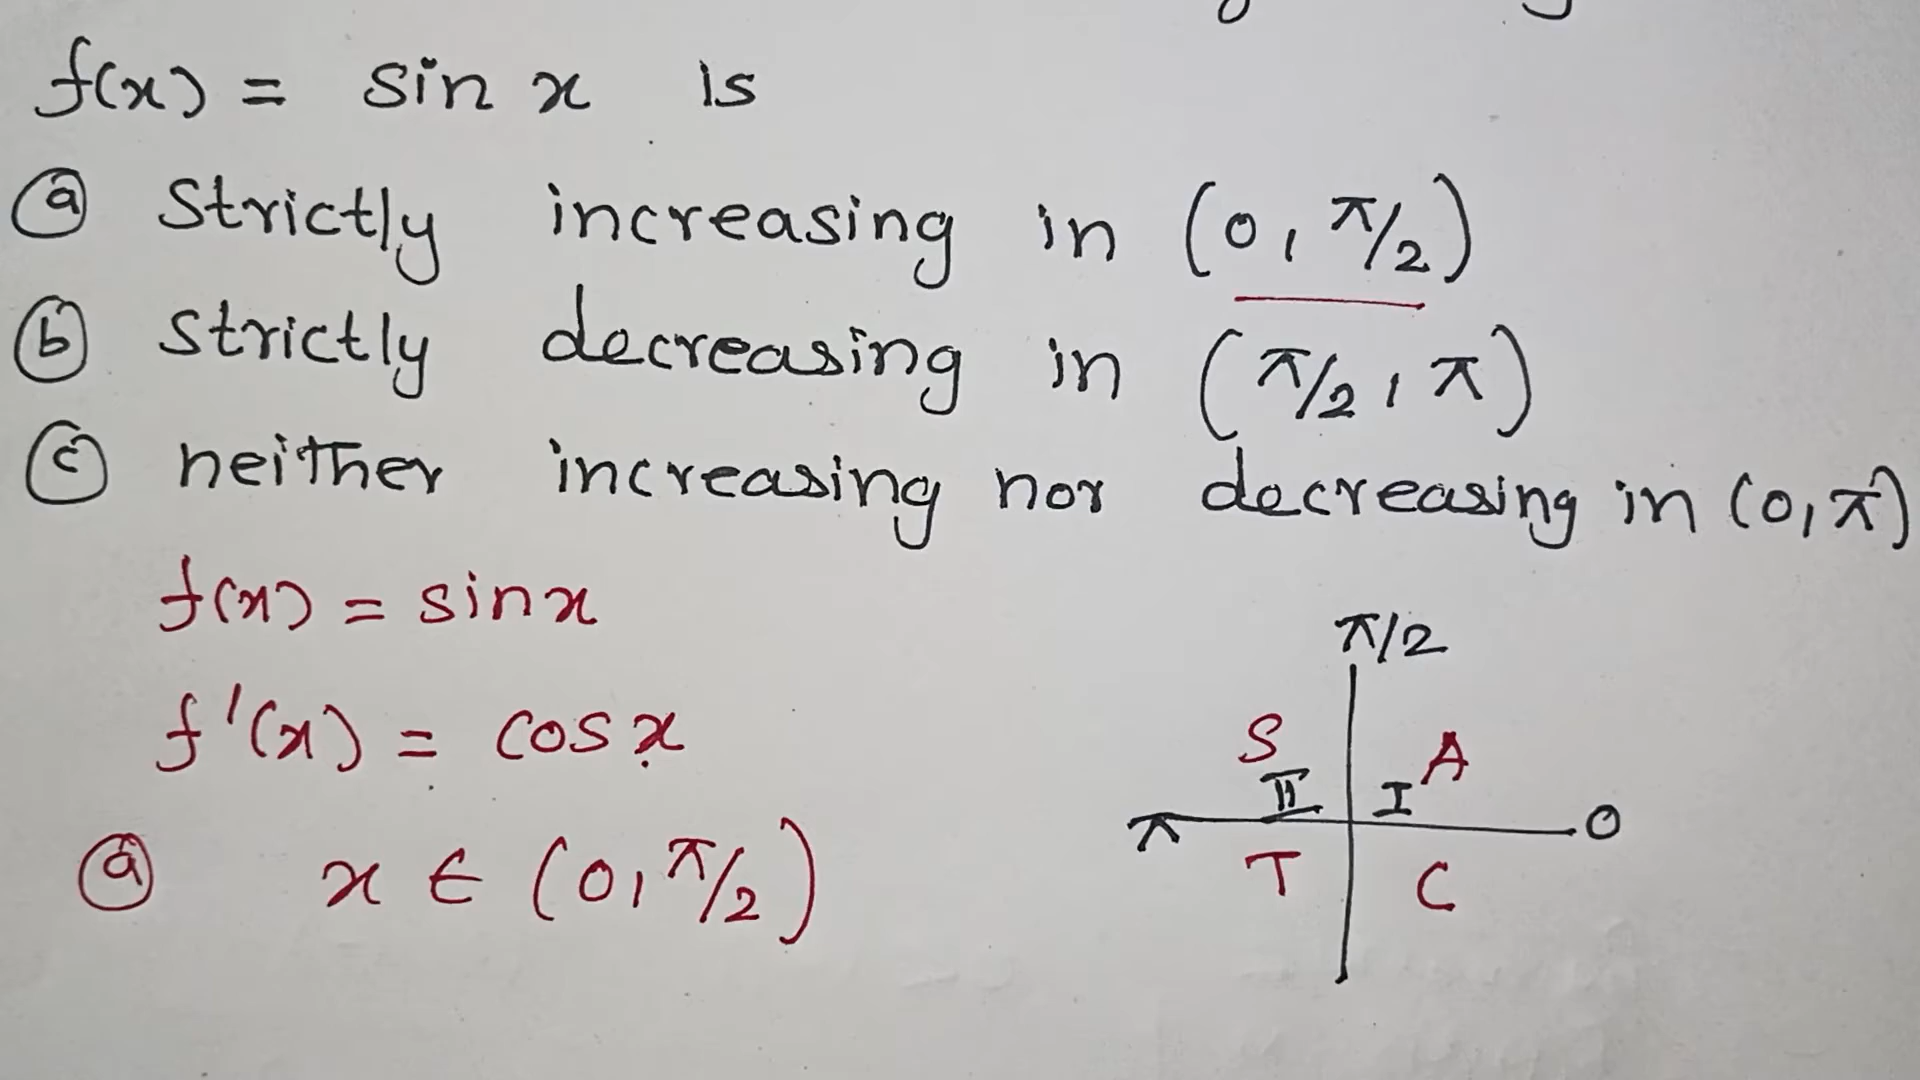 f(x) = sin x is
ⓐ Strictly increasing in (0, π/2)
ⓑ strictly decreasing in (π/2, π)
ⓒ neither increasing nor decreasing in (0, π)
f(x) = sinx
f'(x) = cos x
ⓐ x ∈ (0, π/2)
π/2
S A
II I
π 0
T C